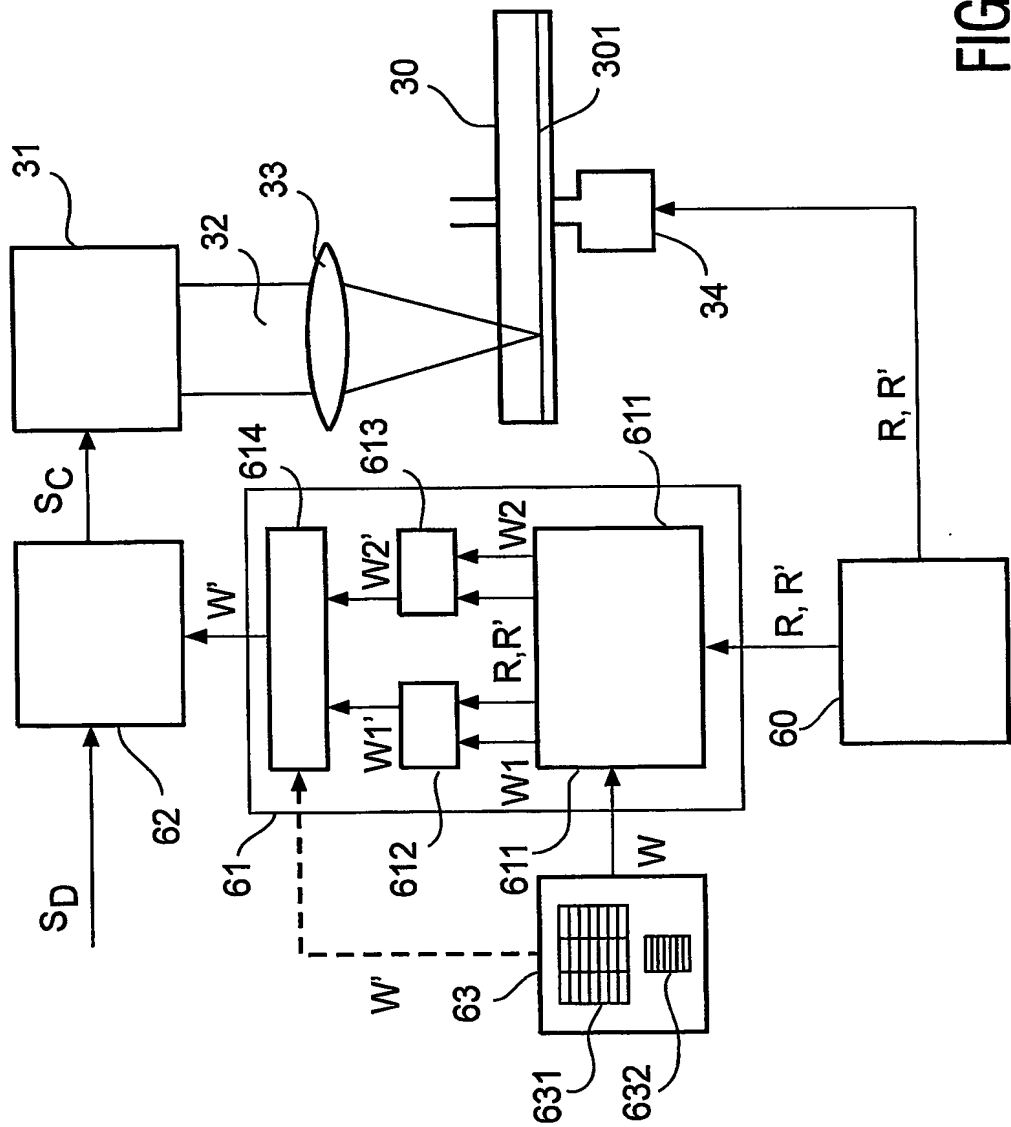 S_D
S_C
31
62
W'
32
33
61
614
30
301
W'
W1'
W2'
613
63
612
R,R'
W2
34
611
W1
611
631
632
W
R, R'
R, R'
60
FIG